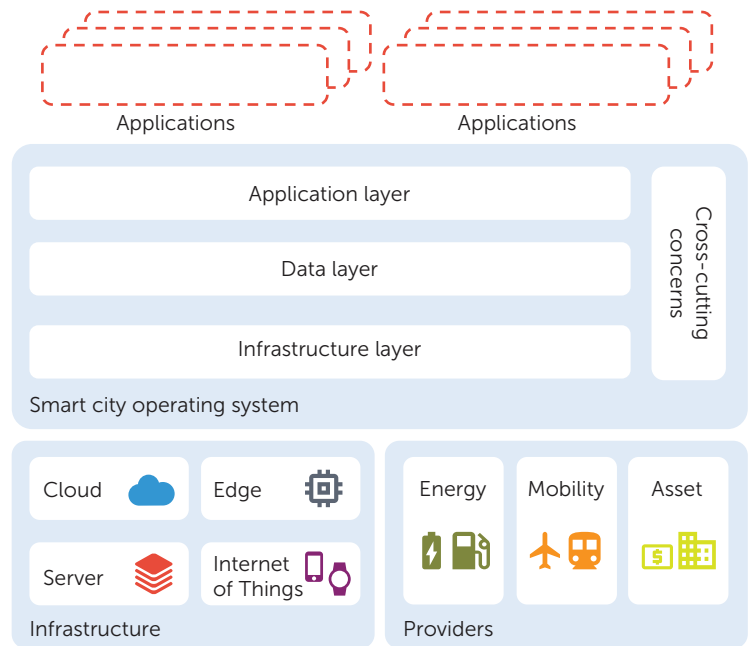 Applications
Applications
Application layer
Data layer
Infrastructure layer
Cross-cutting
concerns
Smart city operating system
Cloud
Edge
Server
Internet
of Things
Infrastructure
Energy
Mobility
Asset
$
Providers